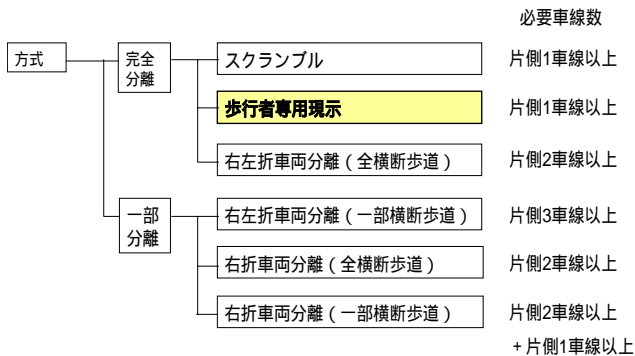 必要車線数
方式
完全
分離
スクランブル 片側1車線以上
歩行者専用現示 片側1車線以上
右左折車両分離（全横断歩道） 片側2車線以上
一部
分離
右左折車両分離（一部横断歩道） 片側3車線以上
右折車両分離（全横断歩道） 片側2車線以上
右折車両分離（一部横断歩道） 片側2車線以上
+片側1車線以上